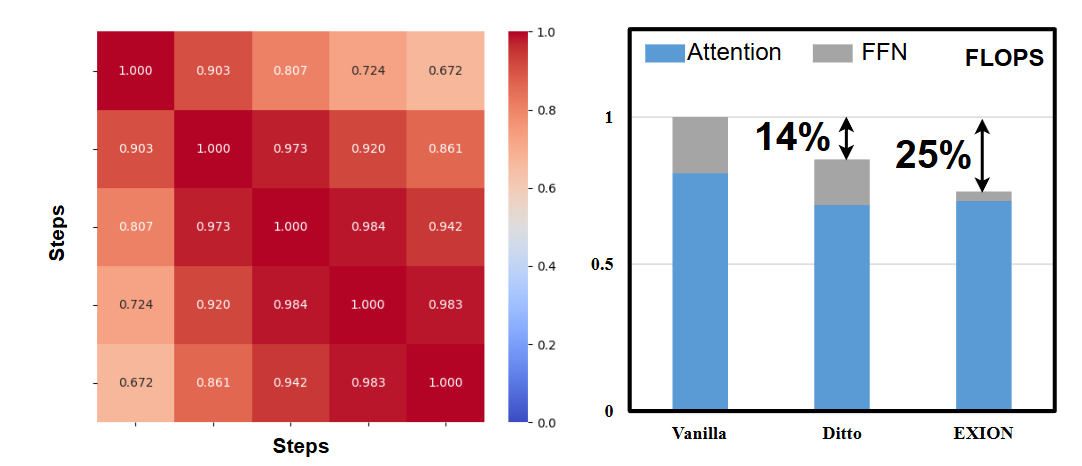 1.000 0.903 0.807 0.724 0.672
0.903 1.000 0.973 0.920 0.861
0.807 0.973 1.000 0.984 0.942
0.724 0.920 0.984 1.000 0.983
0.672 0.861 0.942 0.983 1.000
Steps
Steps
1.0
0.8
0.6
0.4
0.2
0.0
Attention FFN FLOPS
1
0.5
0
14%
25%
Vanilla Ditto EXION